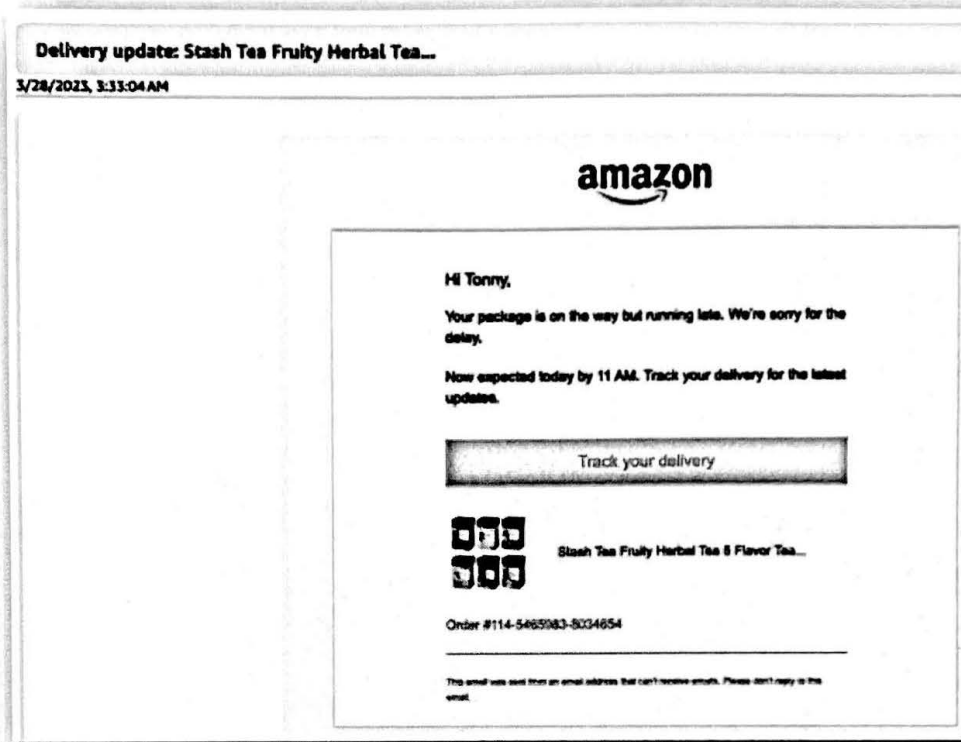 Delivery update: Stash Tea Fruity Herbal Tea...
3/28/2023, 3:33:04 AM
amazon
Hi Tonny,
Your package is on the way but running late. We're sorry for the
delay.
Now expected today by 11 AM. Track your delivery for the latest
updates.
Track your delivery
Stash Tea Fruity Herbal Tea 6 Flavor Tea...
Order
This email was sent from an email address that can't receive emails. Please don't reply to this
email.